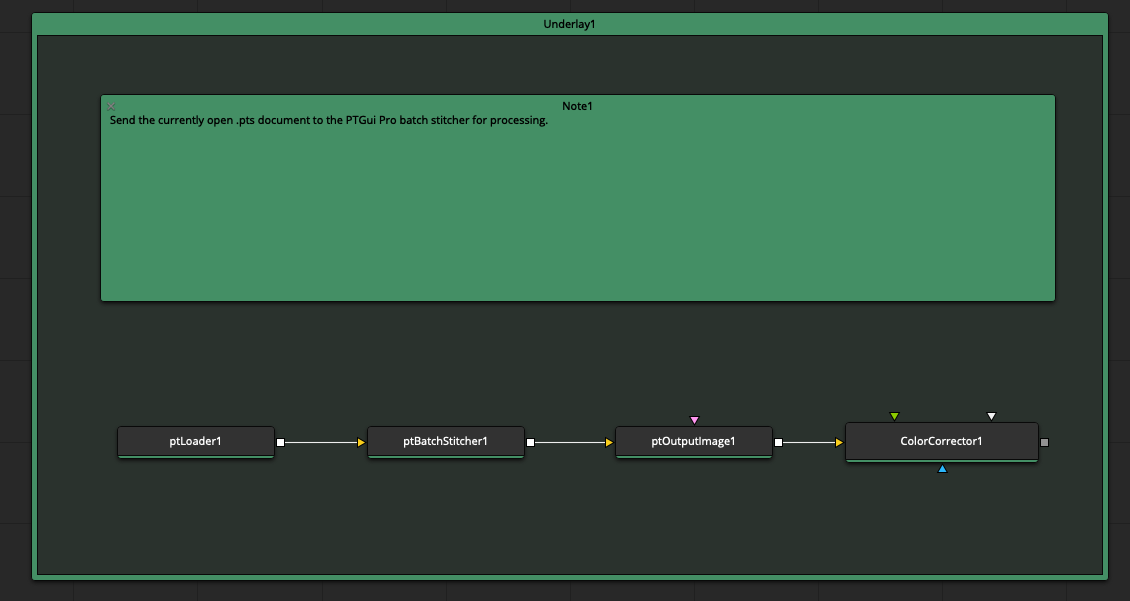 Underlay1
Note1
Send the currently open .pts document to the PTGui Pro batch stitcher for processing.
ptLoader1
ptBatchStitcher1
ptOutputImage1
ColorCorrector1